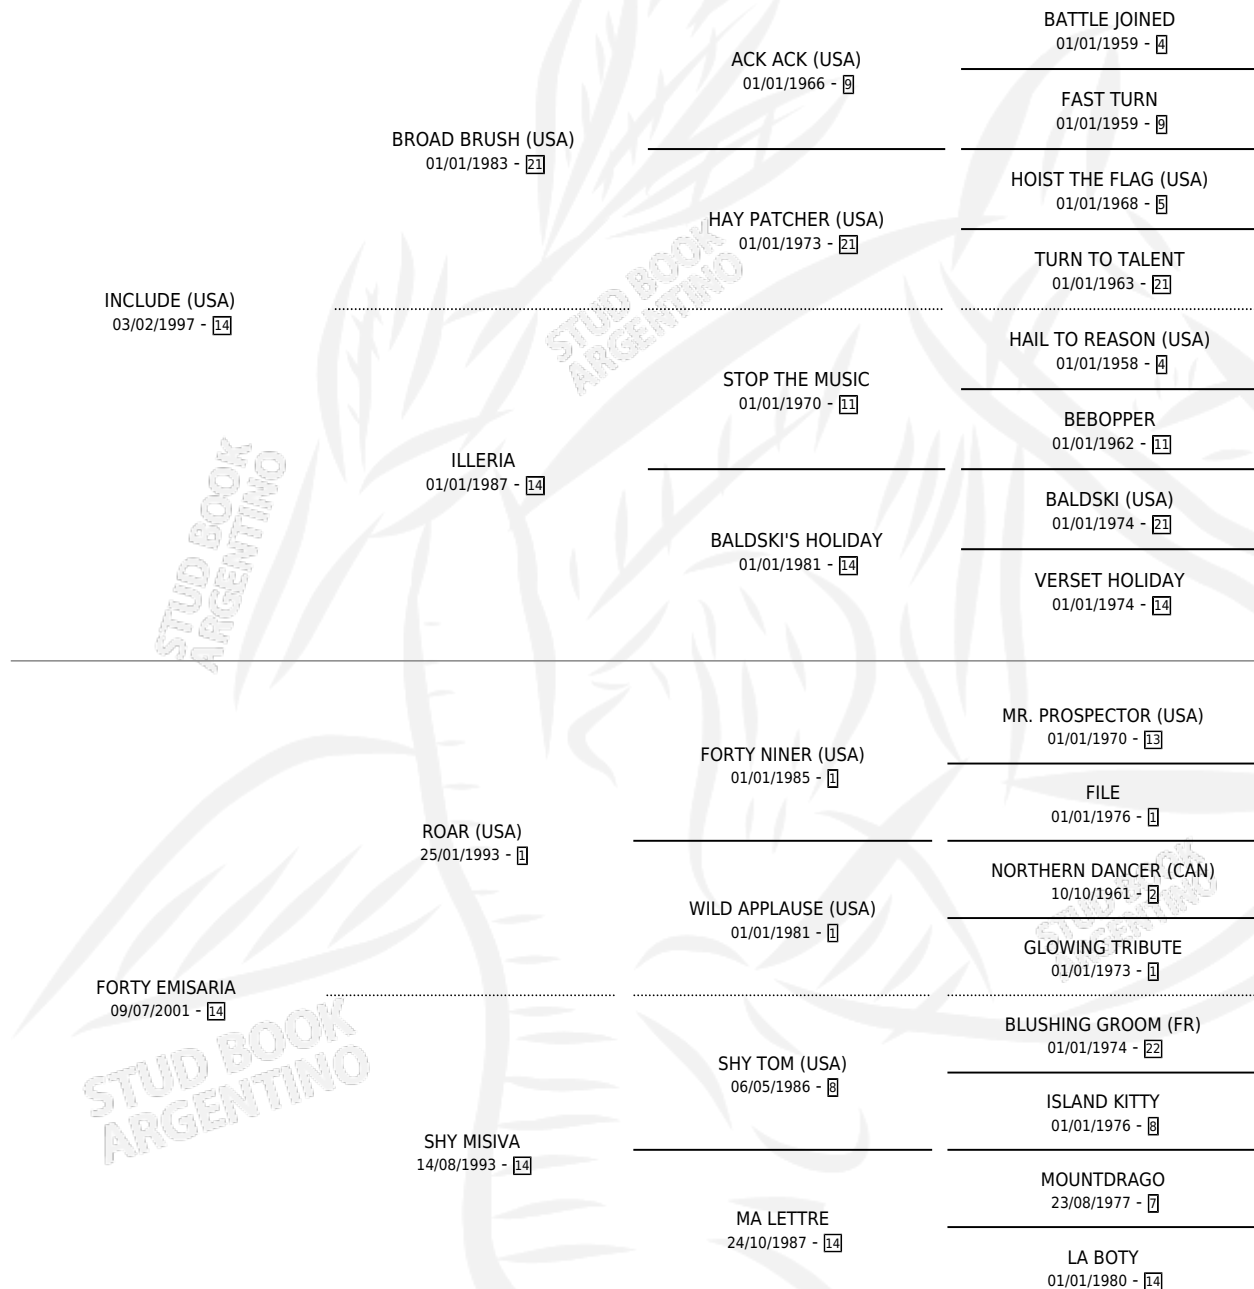 BATTLE JOINED
01/01/1959 - 4
ACK ACK (USA)
01/01/1966 - 9
FAST TURN
01/01/1959 - 9
BROAD BRUSH (USA)
01/01/1983 - 21
HOIST THE FLAG (USA)
01/01/1968 - 5
HAY PATCHER (USA)
01/01/1973 - 21
TURN TO TALENT
01/01/1963 - 21
INCLUDE (USA)
03/02/1997 - 14
HAIL TO REASON (USA)
01/01/1958 - 4
STOP THE MUSIC
01/01/1970 - 11
BEBOPPER
01/01/1962 - 11
ILLERIA
01/01/1987 - 14
BALDSKI (USA)
01/01/1974 - 21
BALDSKI'S HOLIDAY
01/01/1981 - 14
VERSET HOLIDAY
01/01/1974 - 14
MR. PROSPECTOR (USA)
01/01/1970 - 13
FORTY NINER (USA)
01/01/1985 - 1
FILE
01/01/1976 - 1
ROAR (USA)
25/01/1993 - 1
NORTHERN DANCER (CAN)
10/10/1961 - 2
WILD APPLAUSE (USA)
01/01/1981 - 1
GLOWING TRIBUTE
01/01/1973 - 1
FORTY EMISARIA
09/07/2001 - 14
BLUSHING GROOM (FR)
01/01/1974 - 22
SHY TOM (USA)
06/05/1986 - 8
ISLAND KITTY
01/01/1976 - 8
SHY MISIVA
14/08/1993 - 14
MOUNTDRAGO
23/08/1977 - 7
MA LETTRE
24/10/1987 - 14
LA BOTY
01/01/1980 - 14
STUD BOOK
ARGENTINO
STUD BOOK
ARGENTINO
STUD BOOK
ARGENTINO
STUD BOOK
ARGENTINO